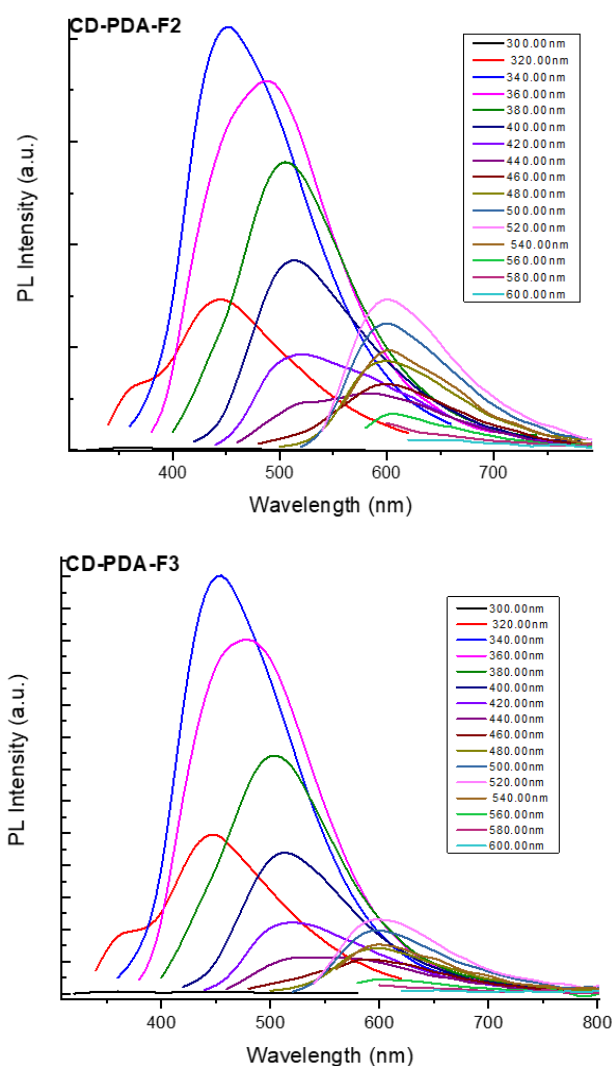 CD-PDA-F2
PL Intensity (a.u.)
300.00nm
320.00nm
340.00nm
360.00nm
380.00nm
400.00nm
420.00nm
440.00nm
460.00nm
480.00nm
500.00nm
520.00nm
540.00nm
560.00nm
580.00nm
600.00nm
400 500 600 700
Wavelength (nm)
CD-PDA-F3
PL Intensity (a.u.)
300.00nm
320.00nm
340.00nm
360.00nm
380.00nm
400.00nm
420.00nm
440.00nm
460.00nm
480.00nm
500.00nm
520.00nm
540.00nm
560.00nm
580.00nm
600.00nm
400 500 600 700 800
Wavelength (nm)